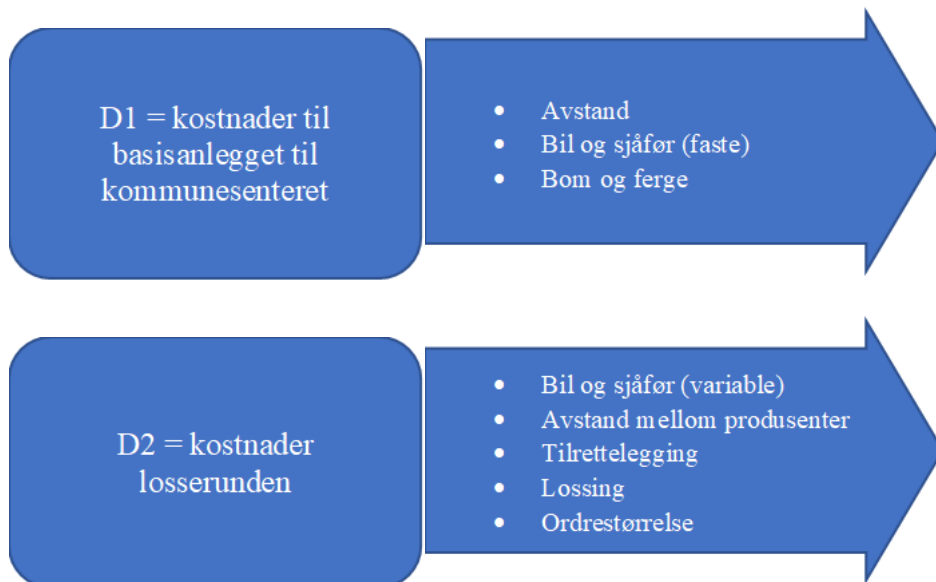 D1 = kostnader til
basisanlegget til
kommunesenteret
• Avstand
• Bil og sjåfør (faste)
• Bom og ferge
D2 = kostnader
losserunden
• Bil og sjåfør (variable)
• Avstand mellom produsenter
• Tilrettelegging
• Lossing
• Ordrestørrelse